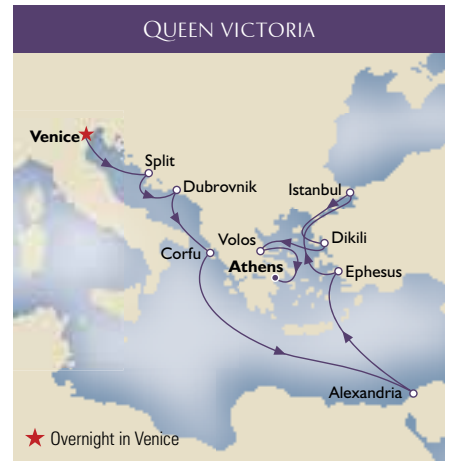 QUEEN VICTORIA
Venice
Split
Dubrovnik
Istanbul
Corfu
Volos
Dikili
Athens
Ephesus
Alexandria
Overnight in Venice